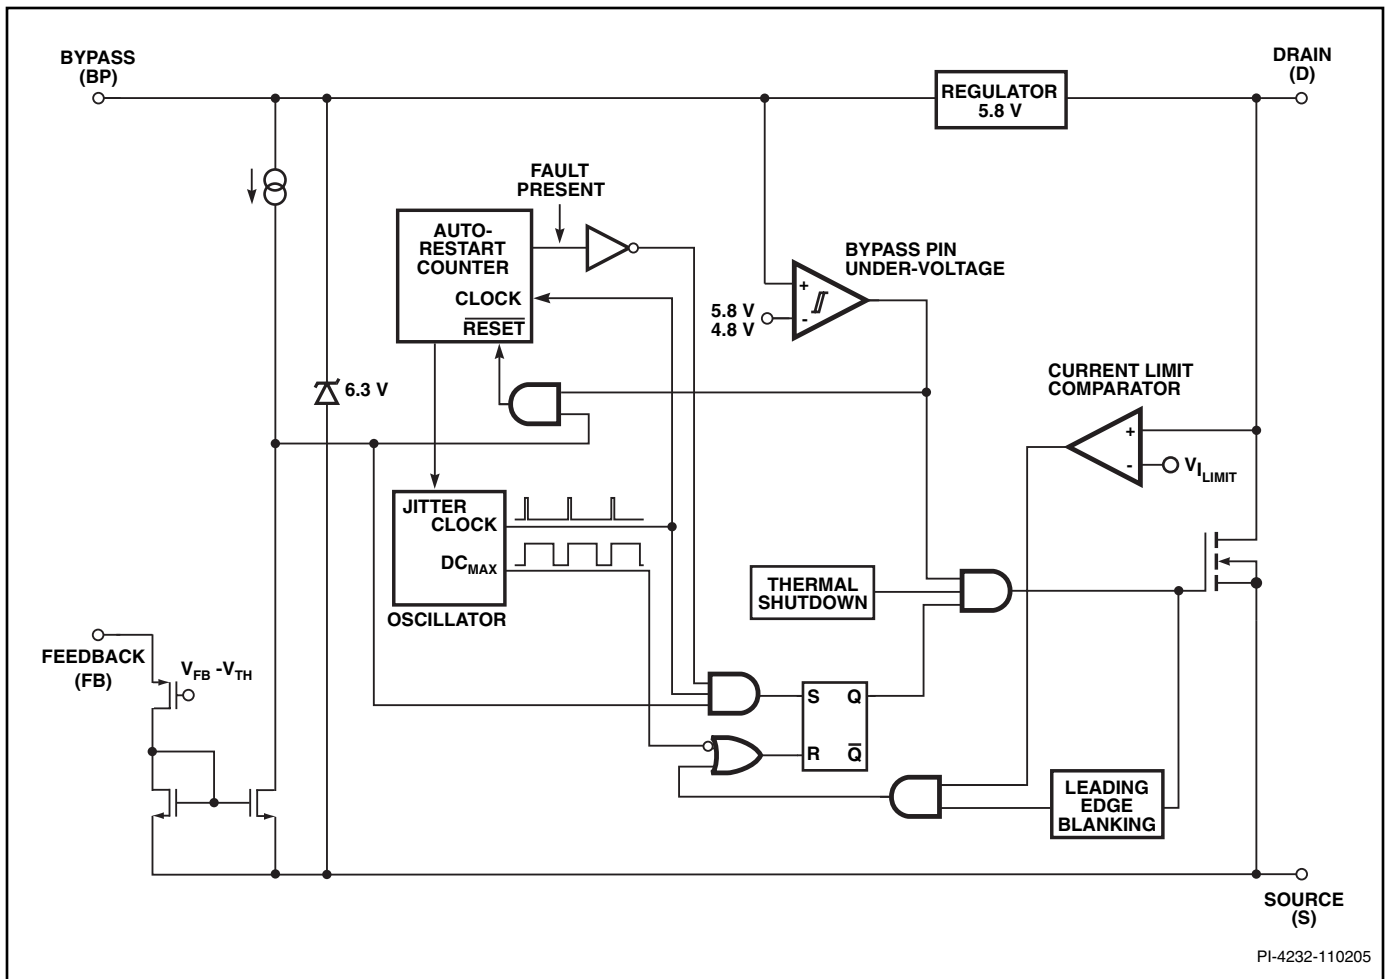 BYPASS
(BP)
DRAIN
(D)
REGULATOR
5.8 V
FAULT
PRESENT
AUTO-
RESTART
COUNTER
CLOCK
RESET
BYPASS PIN
UNDER-VOLTAGE
+
-
5.8 V
4.8 V
6.3 V
CURRENT LIMIT
COMPARATOR
+
-
VILIMIT
JITTER
CLOCK
DCMAX
OSCILLATOR
THERMAL
SHUTDOWN
FEEDBACK
(FB)
VFB -VTH
S Q
R Q̅
LEADING
EDGE
BLANKING
SOURCE
(S)
PI-4232-110205